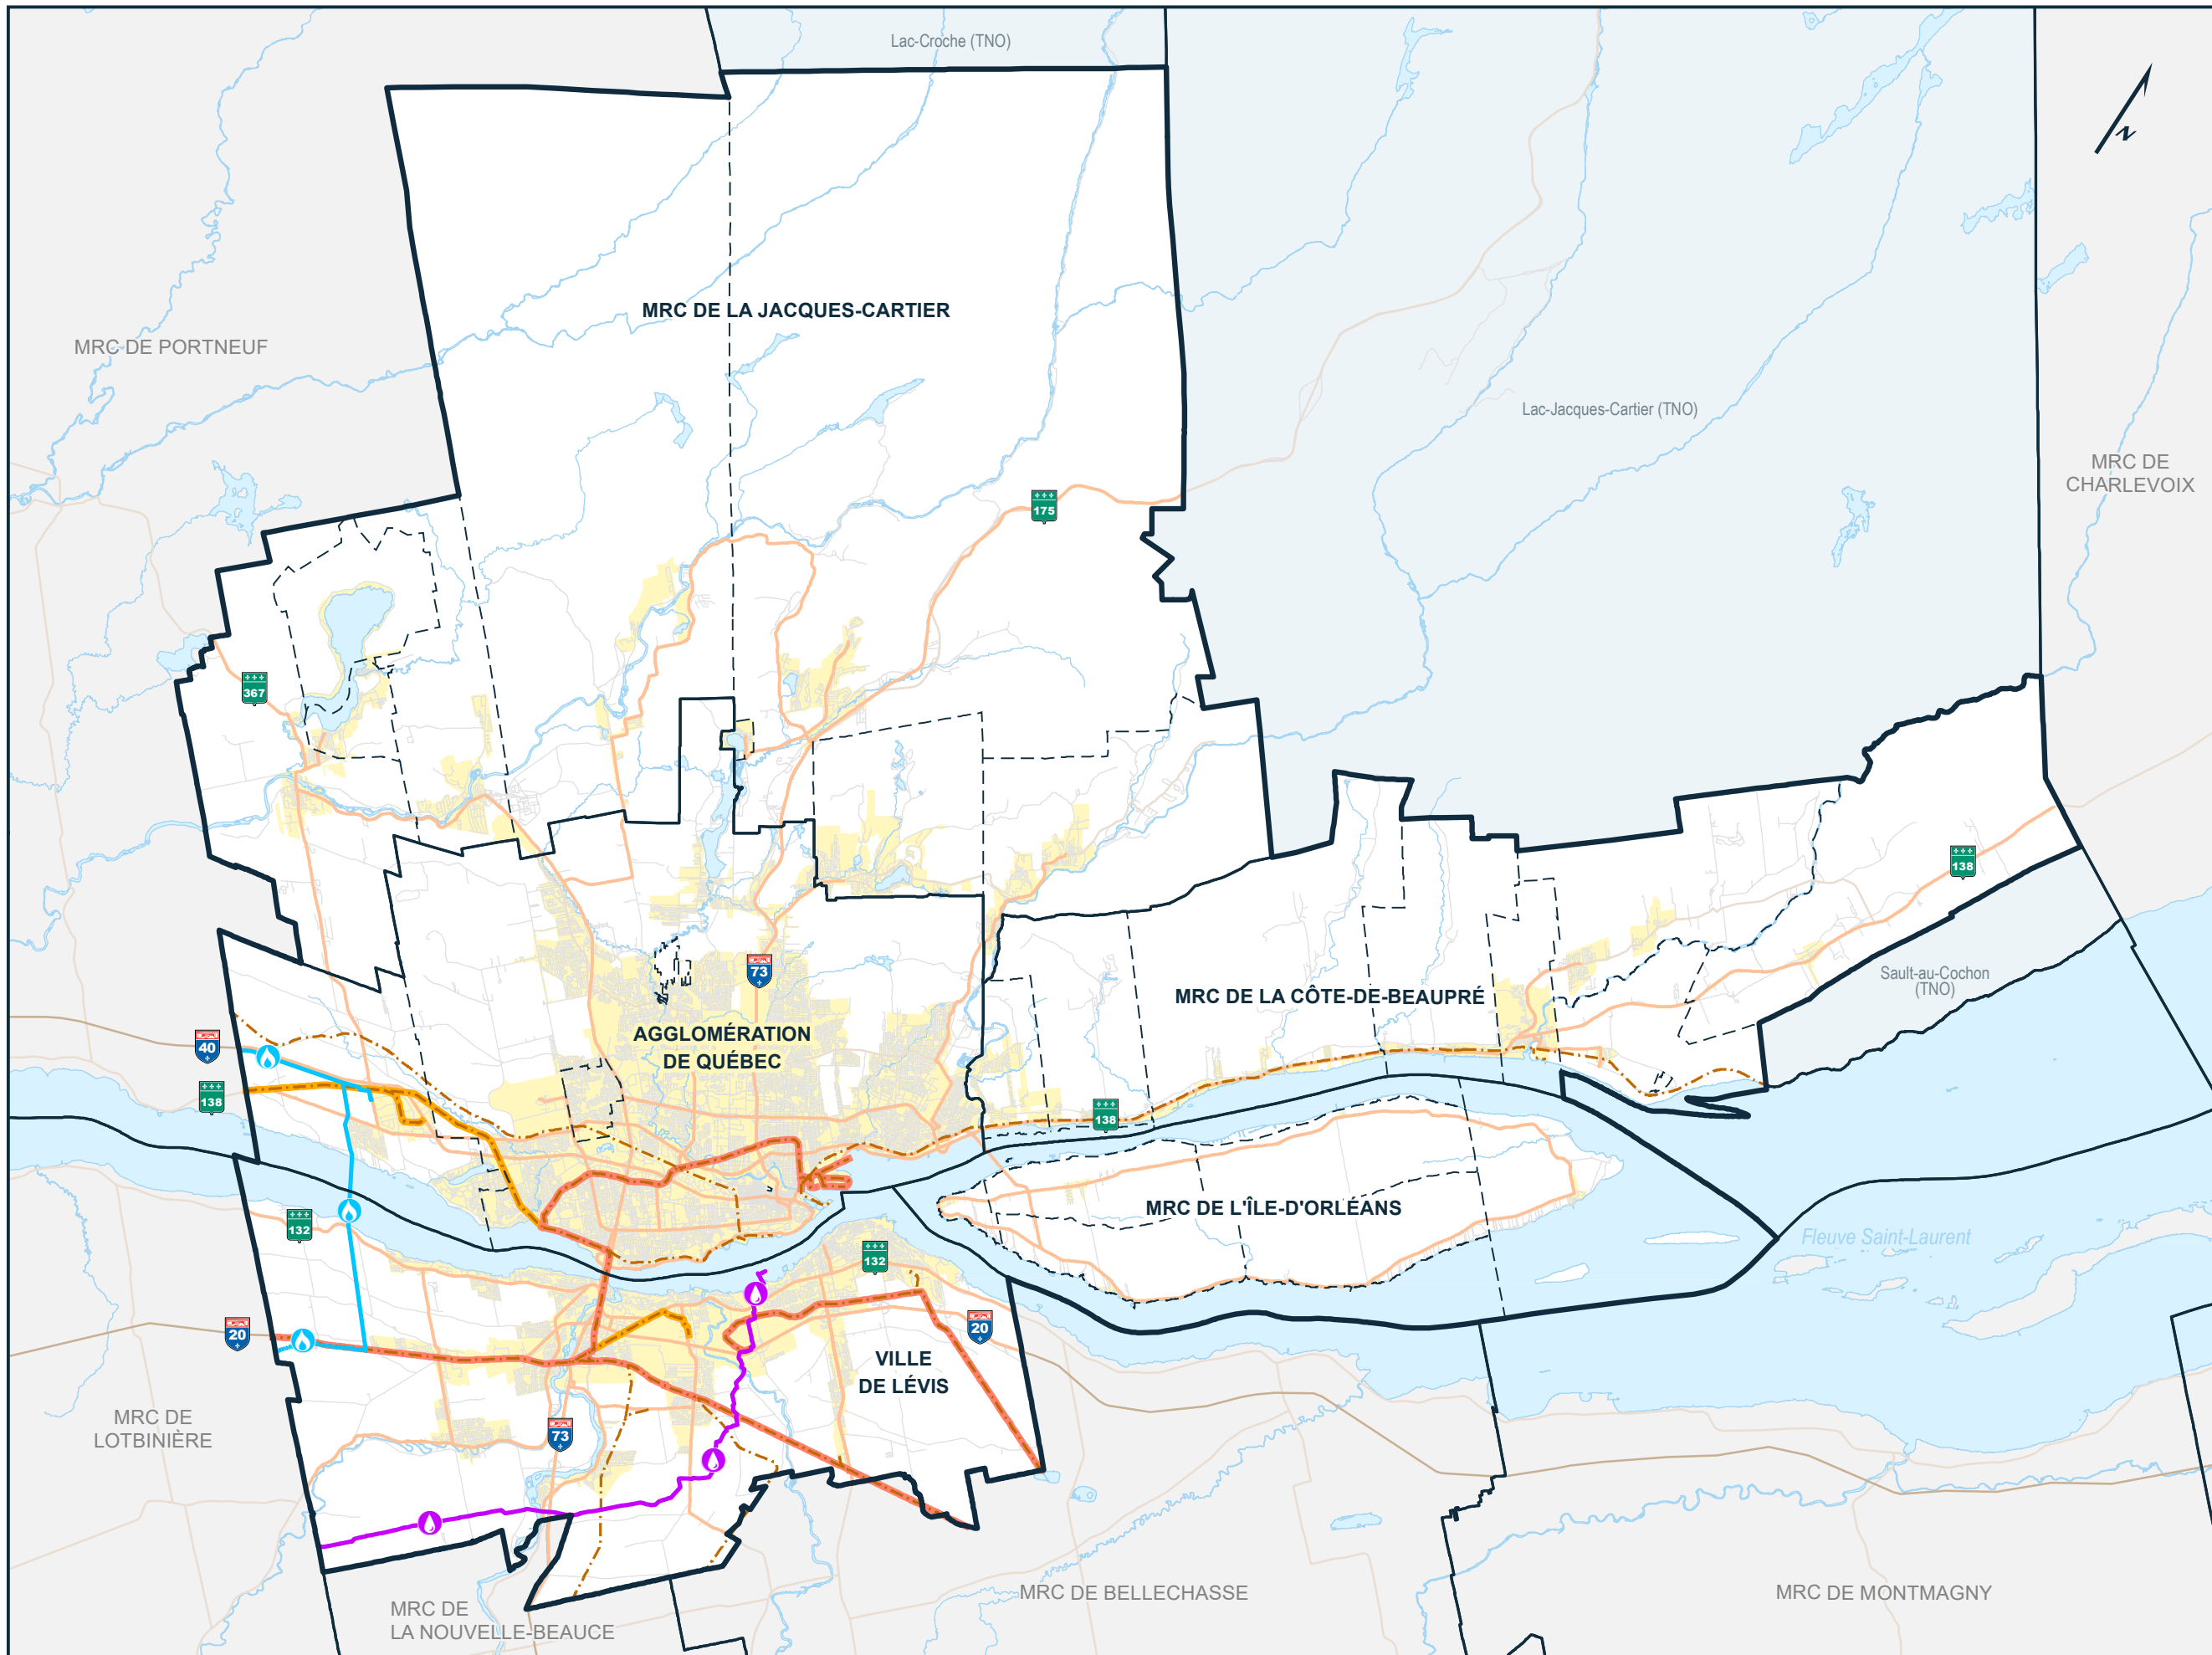 Lac-Croche (TNO)
N
MRC DE LA JACQUES-CARTIER
MRC DE PORTNEUF
Lac-Jacques-Cartier (TNO)
MRC DE
CHARLEVOIX
175
367
138
73
Sault-au-Cochon
(TNO)
MRC DE LA CÔTE-DE-BEAUPRÉ
AGGLOMÉRATION
DE QUÉBEC
40
138
138
MRC DE L'ÎLE-D'ORLÉANS
132
Fleuve Saint-Laurent
132
20
20
VILLE
DE LÉVIS
MRC DE
LOTBINIÈRE
73
MRC DE BELLECHASSE
MRC DE MONTMAGNY
MRC DE
LA NOUVELLE-BEAUCE